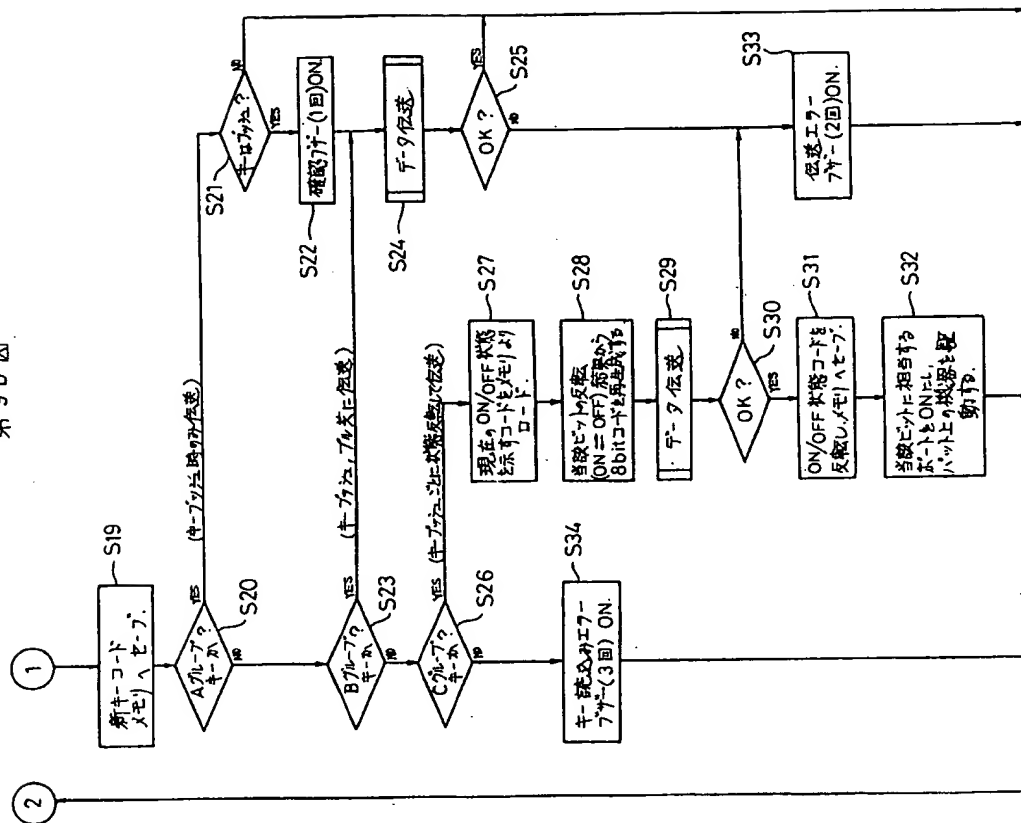 第9b図
①
②
S19
新キーコード
メモリへセーブ.
S20
Aグループ
キーか?
YES
NO
(キープッシュ時のみ伝送)
S21
キーはプッシュ?
NO
YES
S22
確認ブザー(1回)ON.
S23
Bグループ
キーか?
YES
NO
(キープッシュ,プル共に伝送)
S24
データ伝送
S25
OK?
YES
NO
S26
Cグループ
キーか?
YES
NO
(キープッシュごとに状態反転して伝送)
S27
現在のON/OFF状態
を示すコードをメモリより
ロード.
S28
当該ビットの反転
(ON=OFF)結果から
8bitコードを再生成する.
S29
データ伝送
S30
OK?
NO
YES
S31
ON/OFF状態コードを
反転し,メモリへセーブ.
S32
当該ビットに担当する
ポートをONにし,
パット上の機器を駆
動する.
S33
伝送エラー
ブザー(2回)ON.
S34
キー読込みエラー
ブザー(3回) ON.